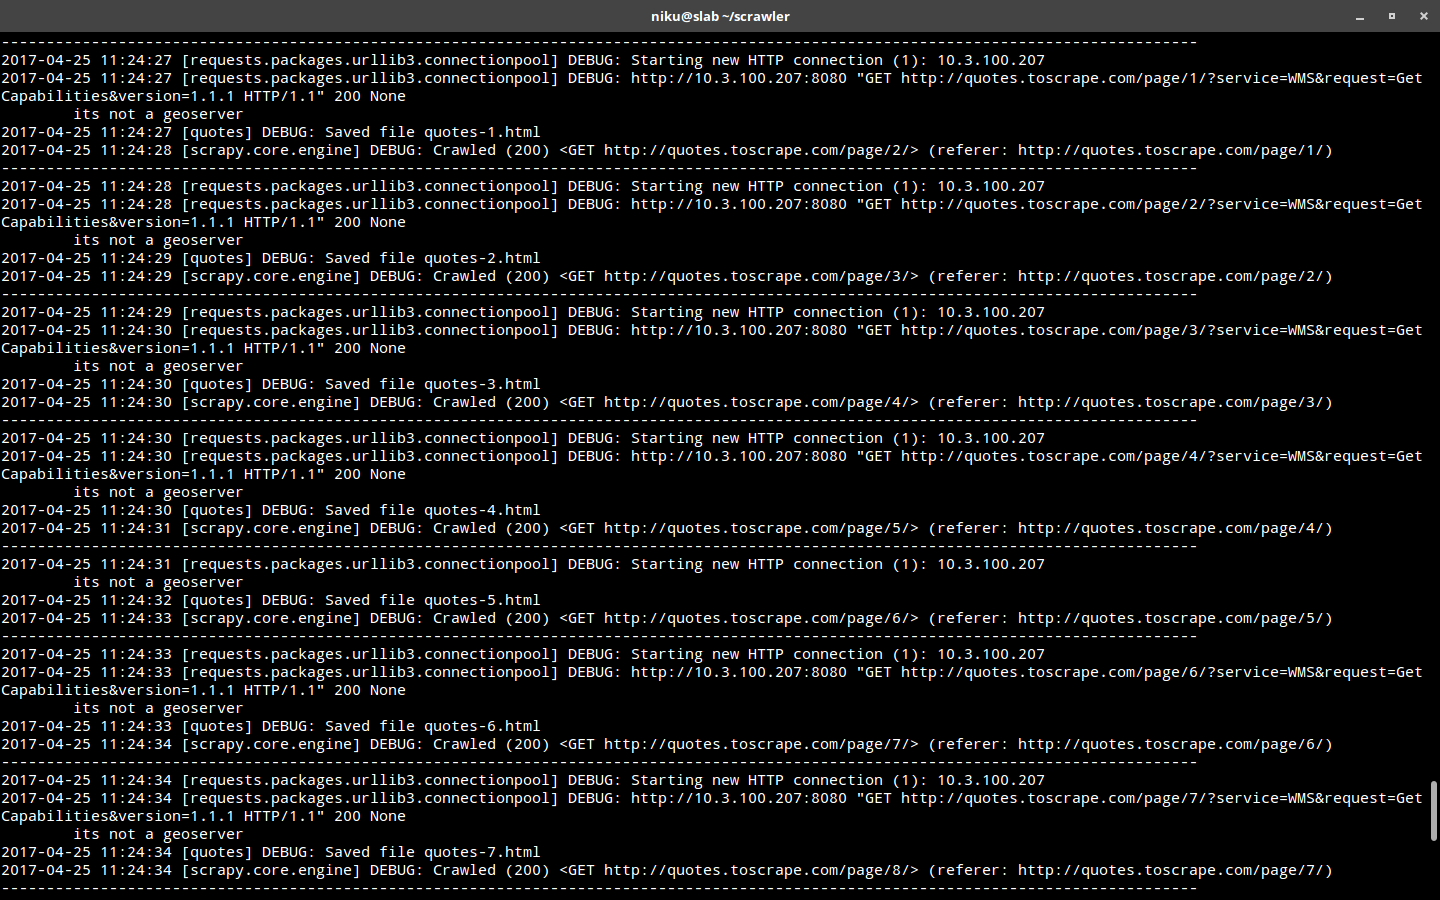 niku@slab ~/scrawler
-------------------------------------------------------------------------------------------------------------------------------------
2017-04-25 11:24:27 [requests.packages.urllib3.connectionpool] DEBUG: Starting new HTTP connection (1): 10.3.100.207
2017-04-25 11:24:27 [requests.packages.urllib3.connectionpool] DEBUG: http://10.3.100.207:8080 "GET http://quotes.toscrape.com/page/1/?service=WMS&request=Get
Capabilities&version=1.1.1 HTTP/1.1" 200 None
        its not a geoserver
2017-04-25 11:24:27 [quotes] DEBUG: Saved file quotes-1.html
2017-04-25 11:24:28 [scrapy.core.engine] DEBUG: Crawled (200) <GET http://quotes.toscrape.com/page/2/> (referer: http://quotes.toscrape.com/page/1/)
-------------------------------------------------------------------------------------------------------------------------------------
2017-04-25 11:24:28 [requests.packages.urllib3.connectionpool] DEBUG: Starting new HTTP connection (1): 10.3.100.207
2017-04-25 11:24:28 [requests.packages.urllib3.connectionpool] DEBUG: http://10.3.100.207:8080 "GET http://quotes.toscrape.com/page/2/?service=WMS&request=Get
Capabilities&version=1.1.1 HTTP/1.1" 200 None
        its not a geoserver
2017-04-25 11:24:29 [quotes] DEBUG: Saved file quotes-2.html
2017-04-25 11:24:29 [scrapy.core.engine] DEBUG: Crawled (200) <GET http://quotes.toscrape.com/page/3/> (referer: http://quotes.toscrape.com/page/2/)
-------------------------------------------------------------------------------------------------------------------------------------
2017-04-25 11:24:29 [requests.packages.urllib3.connectionpool] DEBUG: Starting new HTTP connection (1): 10.3.100.207
2017-04-25 11:24:30 [requests.packages.urllib3.connectionpool] DEBUG: http://10.3.100.207:8080 "GET http://quotes.toscrape.com/page/3/?service=WMS&request=Get
Capabilities&version=1.1.1 HTTP/1.1" 200 None
        its not a geoserver
2017-04-25 11:24:30 [quotes] DEBUG: Saved file quotes-3.html
2017-04-25 11:24:30 [scrapy.core.engine] DEBUG: Crawled (200) <GET http://quotes.toscrape.com/page/4/> (referer: http://quotes.toscrape.com/page/3/)
-------------------------------------------------------------------------------------------------------------------------------------
2017-04-25 11:24:30 [requests.packages.urllib3.connectionpool] DEBUG: Starting new HTTP connection (1): 10.3.100.207
2017-04-25 11:24:30 [requests.packages.urllib3.connectionpool] DEBUG: http://10.3.100.207:8080 "GET http://quotes.toscrape.com/page/4/?service=WMS&request=Get
Capabilities&version=1.1.1 HTTP/1.1" 200 None
        its not a geoserver
2017-04-25 11:24:30 [quotes] DEBUG: Saved file quotes-4.html
2017-04-25 11:24:31 [scrapy.core.engine] DEBUG: Crawled (200) <GET http://quotes.toscrape.com/page/5/> (referer: http://quotes.toscrape.com/page/4/)
-------------------------------------------------------------------------------------------------------------------------------------
2017-04-25 11:24:31 [requests.packages.urllib3.connectionpool] DEBUG: Starting new HTTP connection (1): 10.3.100.207
        its not a geoserver
2017-04-25 11:24:32 [quotes] DEBUG: Saved file quotes-5.html
2017-04-25 11:24:33 [scrapy.core.engine] DEBUG: Crawled (200) <GET http://quotes.toscrape.com/page/6/> (referer: http://quotes.toscrape.com/page/5/)
-------------------------------------------------------------------------------------------------------------------------------------
2017-04-25 11:24:33 [requests.packages.urllib3.connectionpool] DEBUG: Starting new HTTP connection (1): 10.3.100.207
2017-04-25 11:24:33 [requests.packages.urllib3.connectionpool] DEBUG: http://10.3.100.207:8080 "GET http://quotes.toscrape.com/page/6/?service=WMS&request=Get
Capabilities&version=1.1.1 HTTP/1.1" 200 None
        its not a geoserver
2017-04-25 11:24:33 [quotes] DEBUG: Saved file quotes-6.html
2017-04-25 11:24:34 [scrapy.core.engine] DEBUG: Crawled (200) <GET http://quotes.toscrape.com/page/7/> (referer: http://quotes.toscrape.com/page/6/)
-------------------------------------------------------------------------------------------------------------------------------------
2017-04-25 11:24:34 [requests.packages.urllib3.connectionpool] DEBUG: Starting new HTTP connection (1): 10.3.100.207
2017-04-25 11:24:34 [requests.packages.urllib3.connectionpool] DEBUG: http://10.3.100.207:8080 "GET http://quotes.toscrape.com/page/7/?service=WMS&request=Get
Capabilities&version=1.1.1 HTTP/1.1" 200 None
        its not a geoserver
2017-04-25 11:24:34 [quotes] DEBUG: Saved file quotes-7.html
2017-04-25 11:24:34 [scrapy.core.engine] DEBUG: Crawled (200) <GET http://quotes.toscrape.com/page/8/> (referer: http://quotes.toscrape.com/page/7/)
-------------------------------------------------------------------------------------------------------------------------------------